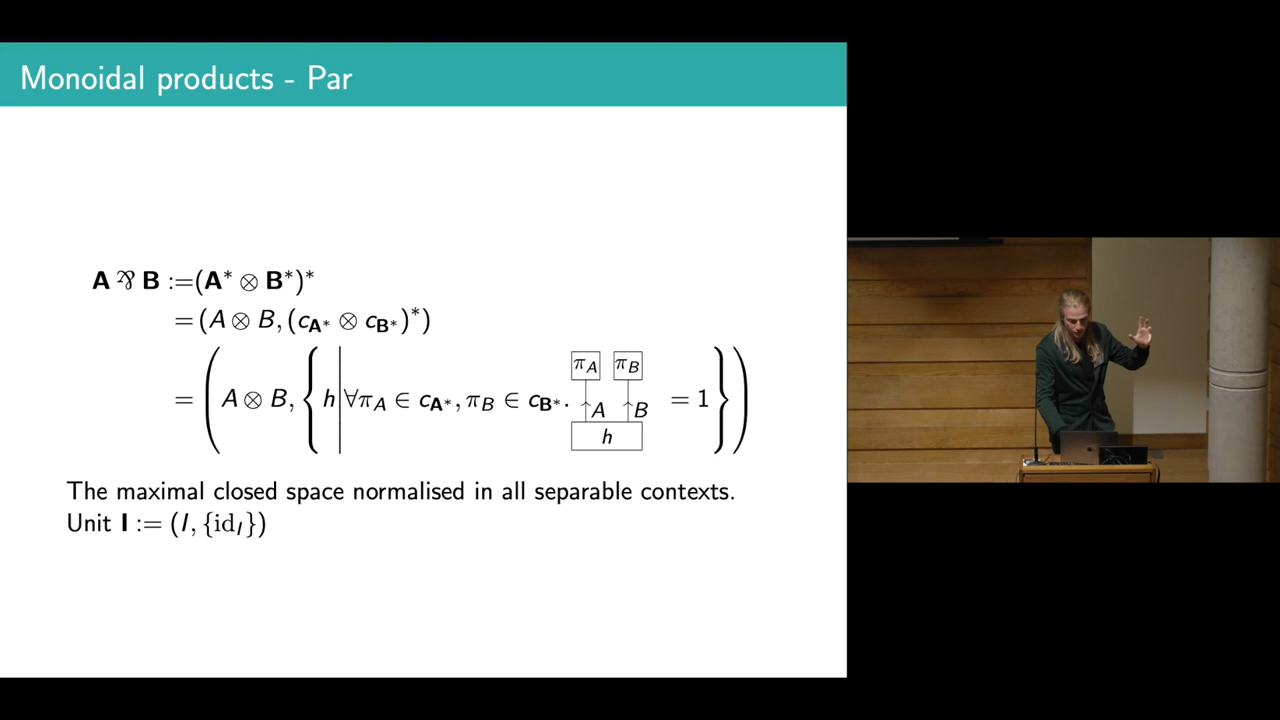 Monoidal products - Par
𝐀 ⅋ 𝐁 :=(𝐀* ⊗ 𝐁*)*
= (A ⊗ B, (c_𝐀* ⊗ c_𝐁*)*)
= ( A ⊗ B, { h | ∀π_A ∈ c_𝐀*, π_B ∈ c_𝐁*. π_A π_B A B h = 1 } )
The maximal closed space normalised in all separable contexts.
Unit 𝐈 := (I, {id_I})